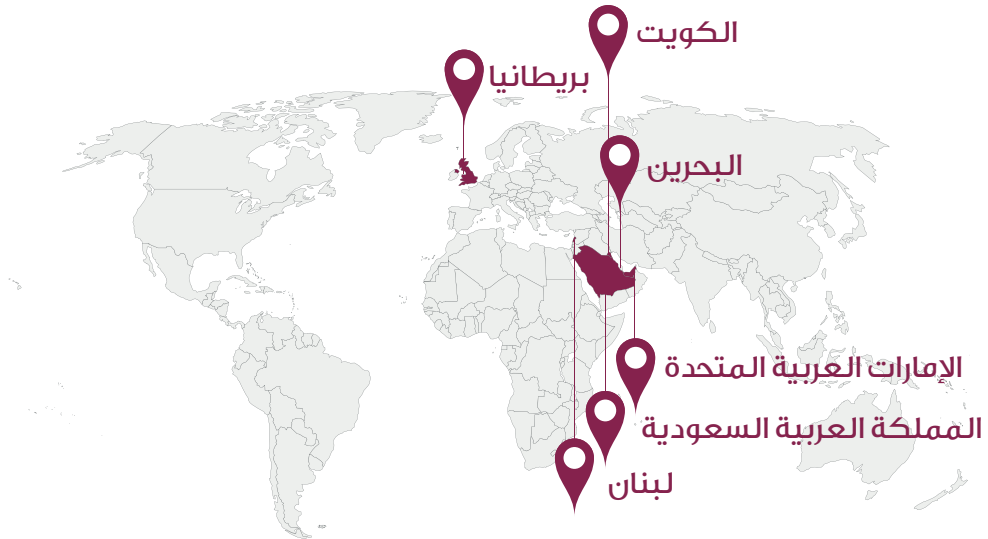 الكويت
بريطانيا
البحرين
الإمارات العربية المتحدة
المملكة العربية السعودية
لبنان